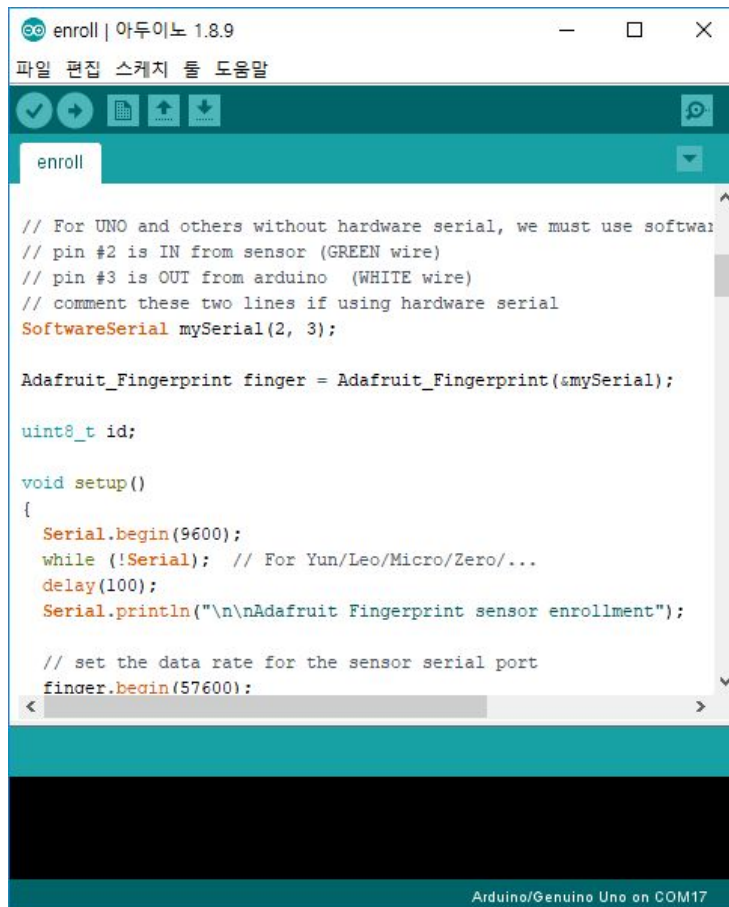 enroll | 아두이노 1.8.9
파일 편집 스케치 툴 도움말
enroll
// For UNO and others without hardware serial, we must use softwar
// pin #2 is IN from sensor (GREEN wire)
// pin #3 is OUT from arduino  (WHITE wire)
// comment these two lines if using hardware serial
SoftwareSerial mySerial(2, 3);
Adafruit_Fingerprint finger = Adafruit_Fingerprint(&mySerial);
uint8_t id;
void setup()
{
  Serial.begin(9600);
  while (!Serial);  // For Yun/Leo/Micro/Zero/...
  delay(100);
  Serial.println("\n\nAdafruit Fingerprint sensor enrollment");
  // set the data rate for the sensor serial port
  finger.begin(57600);
Arduino/Genuino Uno on COM17